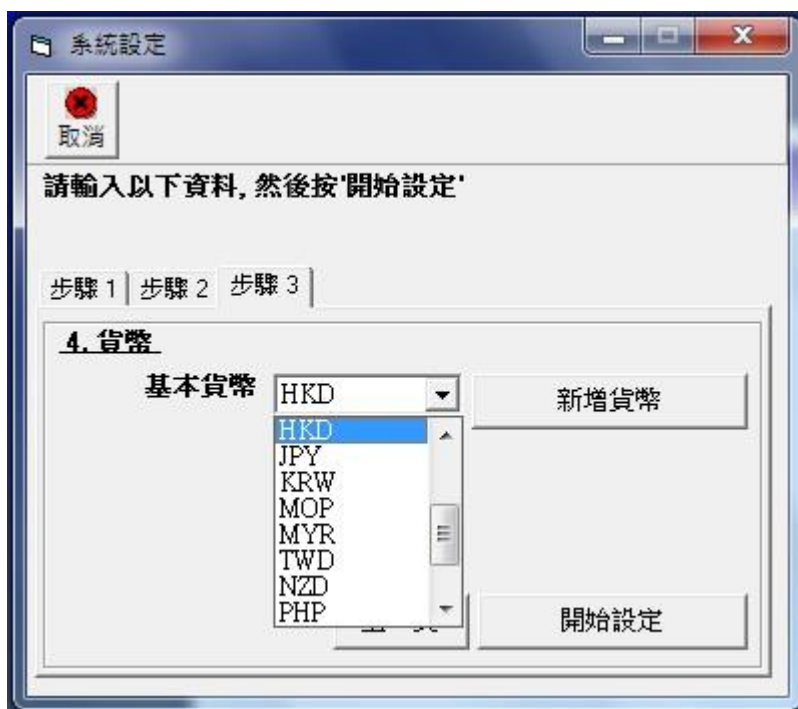 系統設定
取消
請輸入以下資料, 然後按'開始設定'
步驟 1 步驟 2 步驟 3
4. 貨幣
基本貨幣 HKD 新增貨幣
HKD
JPY
KRW
MOP
MYR
TWD
NZD
PHP
開始設定